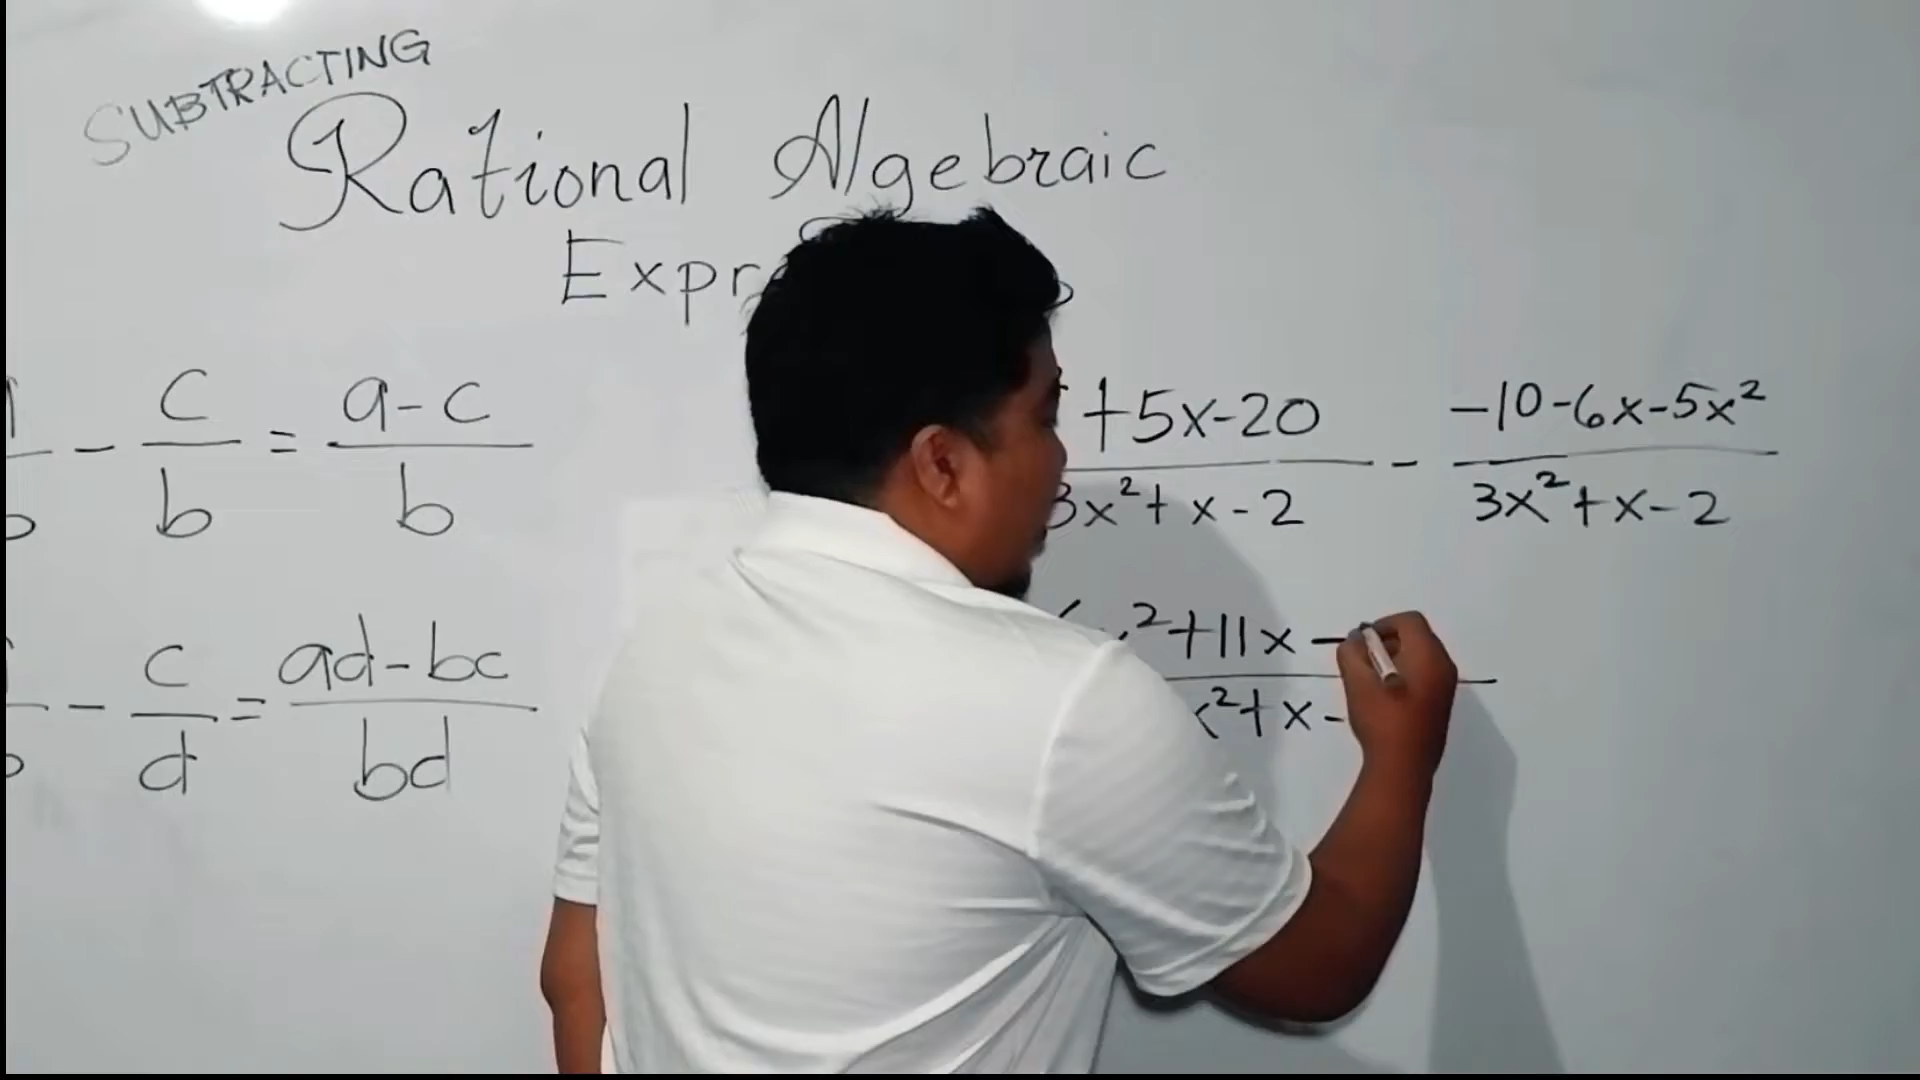 SUBTRACTING
Rational Algebraic
Expr
- c/b = a-c/b
- c/d = ad-bc/bd
+5x-20 / 3x²+x-2 - -10-6x-5x² / 3x²+x-2
²+11x- / x²+x-